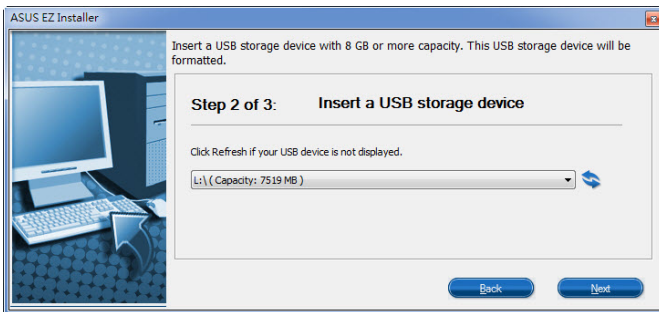 ASUS EZ Installer
Insert a USB storage device with 8 GB or more capacity. This USB storage device will be
formatted.
Step 2 of 3: Insert a USB storage device
Click Refresh if your USB device is not displayed.
L:\ ( Capacity: 7519 MB )
Back Next